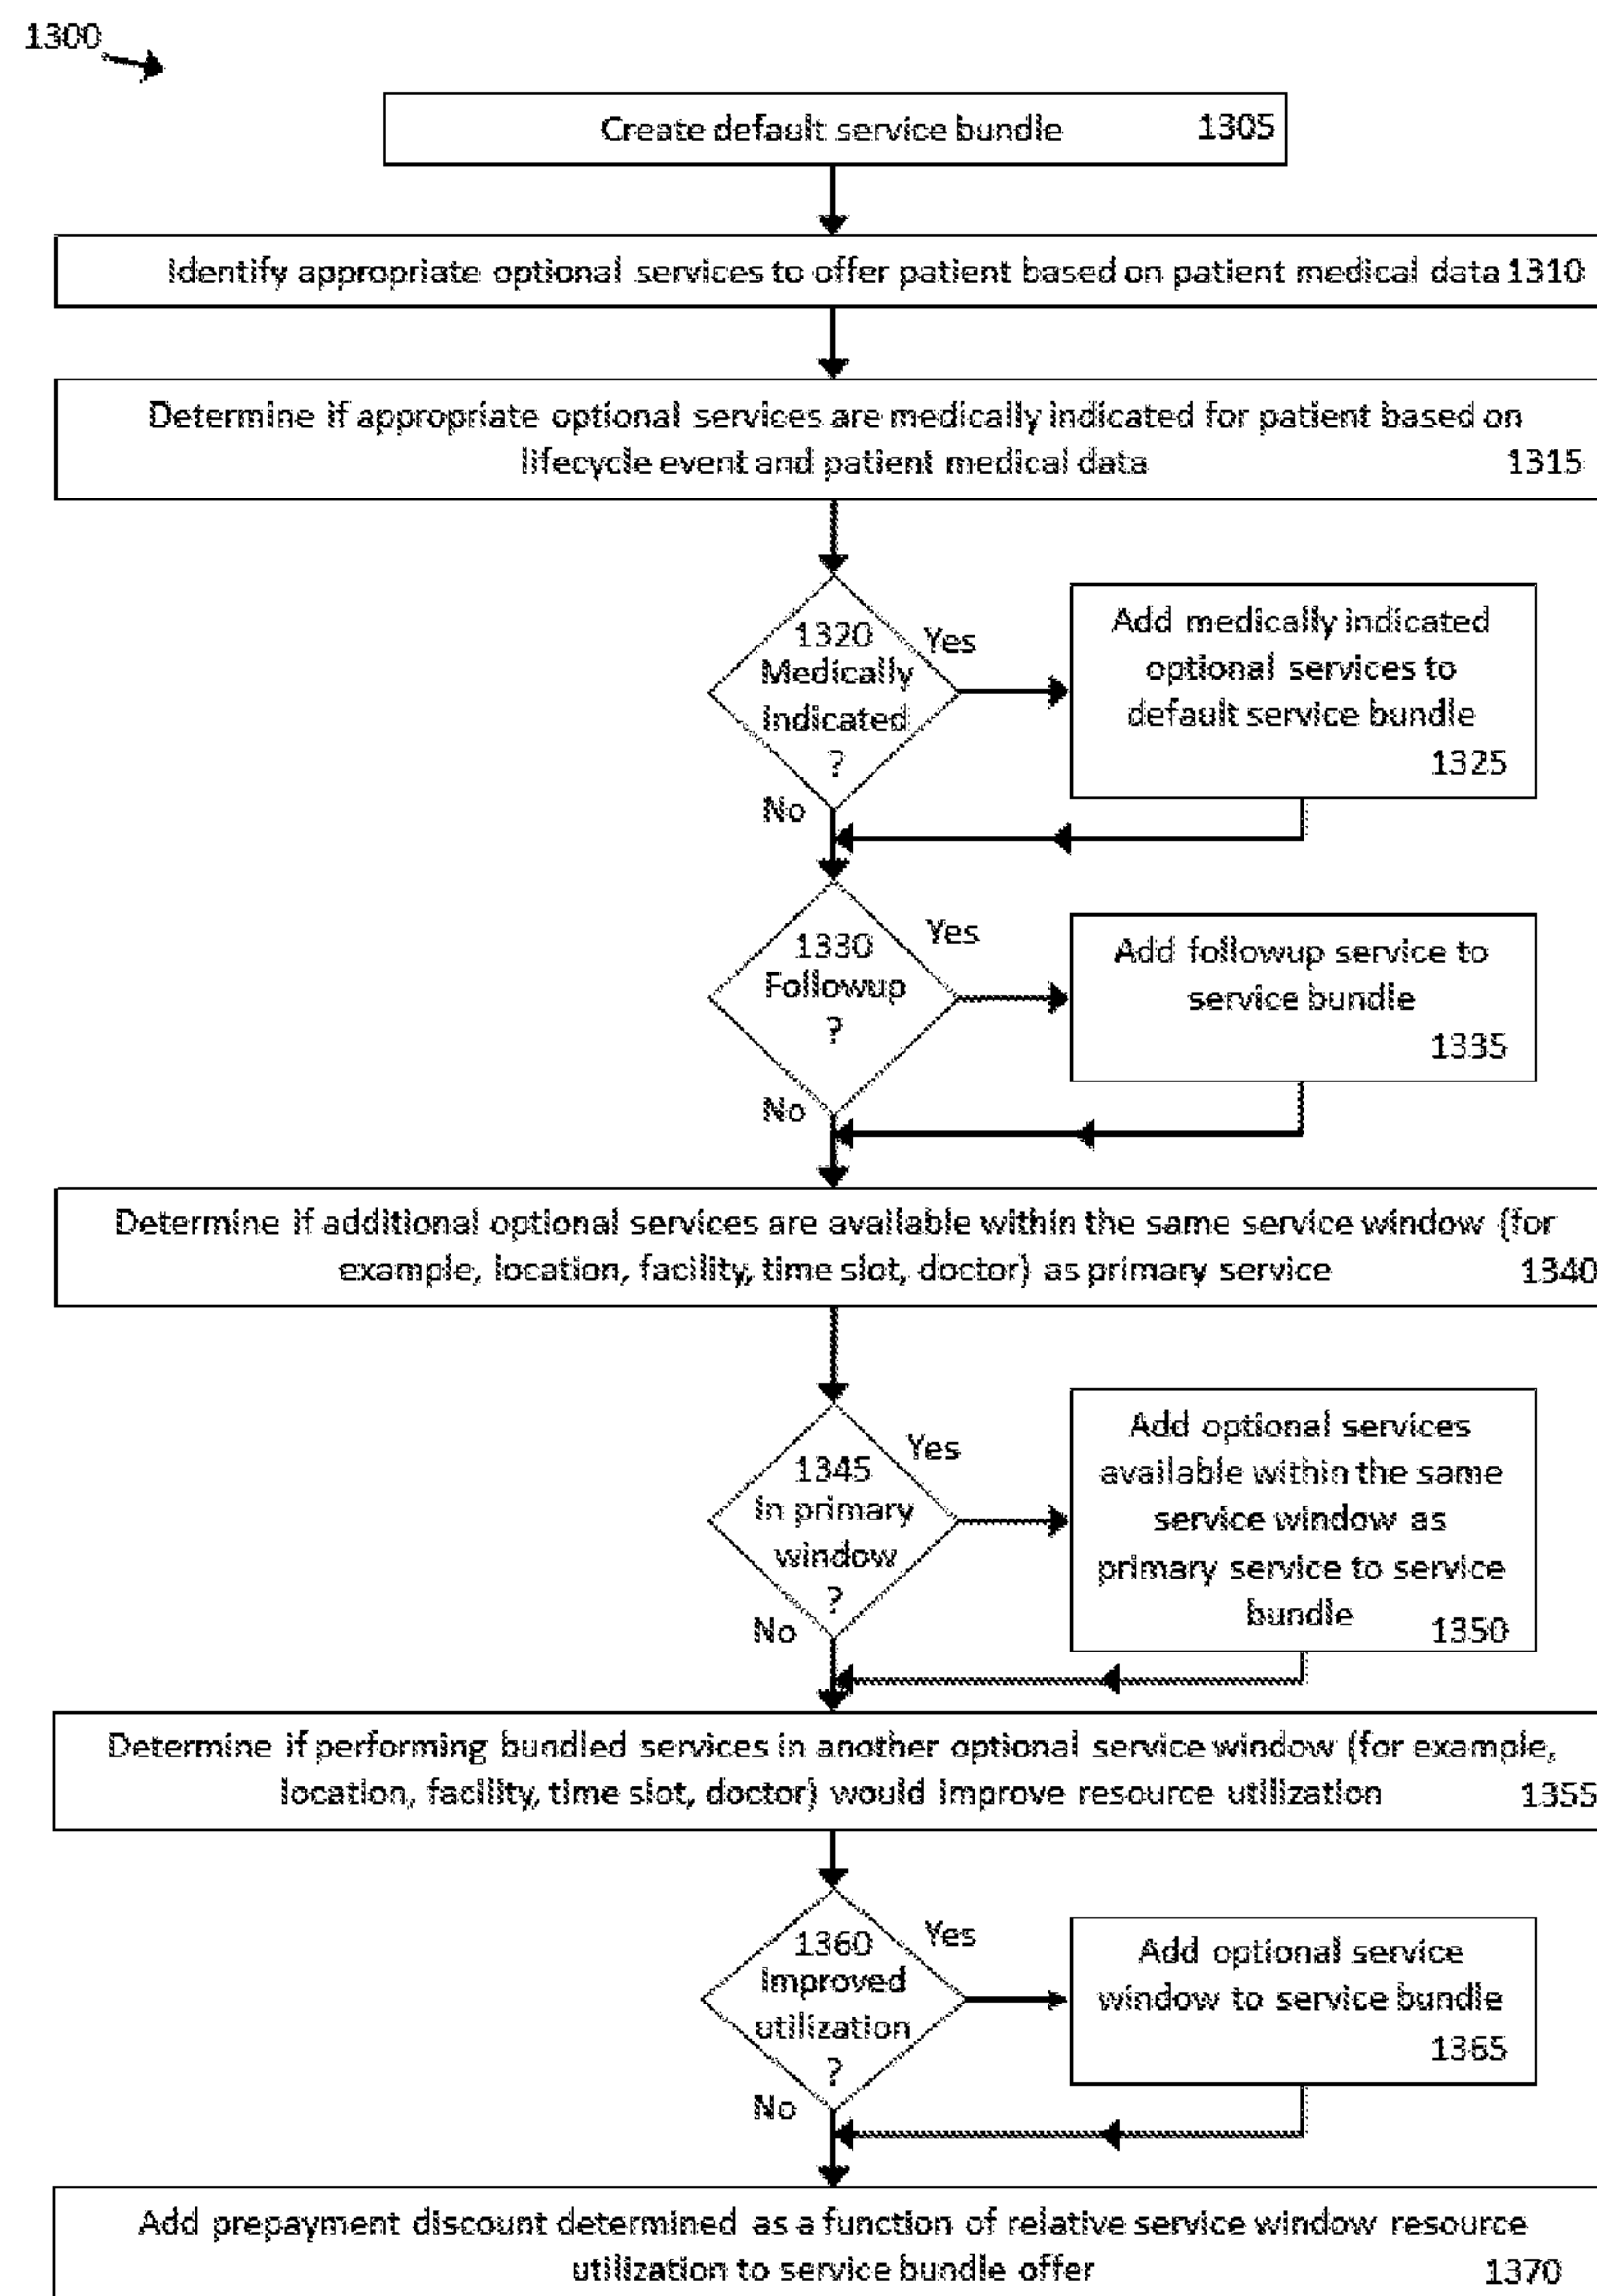 1300
Create default service bundle 1305
Identify appropriate optional services to offer patient based on patient medical data 1310
Determine if appropriate optional services are medically indicated for patient based on
lifecycle event and patient medical data 1315
1320
Medically
indicated
?
Yes
No
Add medically indicated
optional services to
default service bundle
1325
1330
Followup
?
Yes
No
Add followup service to
service bundle
1335
Determine if additional optional services are available within the same service window (for
example, location, facility, time slot, doctor) as primary service 1340
1345
In primary
window
?
Yes
No
Add optional services
available within the same
service window as
primary service to service
bundle
1350
Determine if performing bundled services in another optional service window (for example,
location, facility, time slot, doctor) would improve resource utilization 1355
1360
Improved
utilization
?
Yes
No
Add optional service
window to service bundle
1365
Add prepayment discount determined as a function of relative service window resource
utilization to service bundle offer 1370